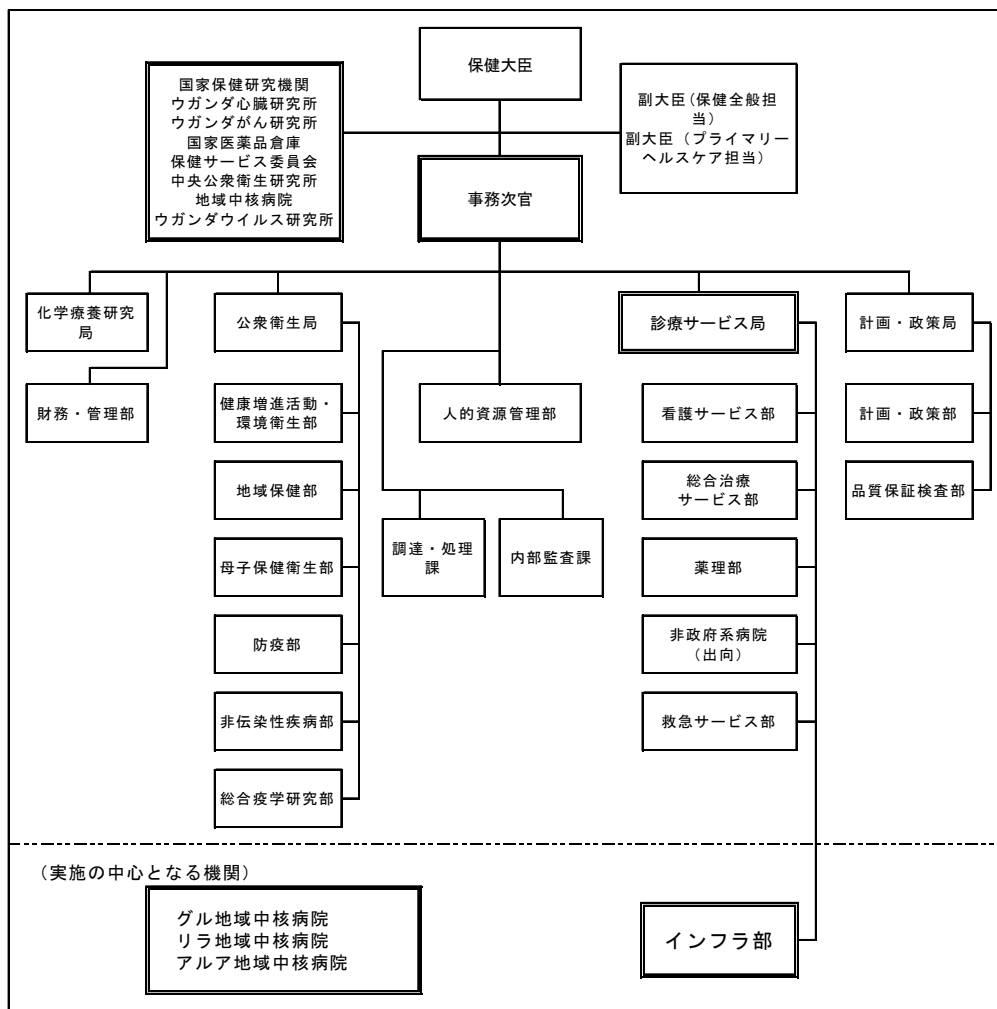 保健大臣
国家保健研究機関
ウガンダ心臓研究所
ウガンダがん研究所
国家医薬品倉庫
保健サービス委員会
中央公衆衛生研究所
地域中核病院
ウガンダウイルス研究所
副大臣(保健全般担
当)
副大臣(プライマリー
ヘルスケア担当)
事務次官
化学療養研究
局
公衆衛生局
診療サービス局
計画・政策局
財務・管理部
健康増進活動・
環境衛生部
人的資源管理部
看護サービス部
計画・政策部
地域保健部
総合治療
サービス部
品質保証検査部
調達・処理
課
内部監査課
母子保健衛生部
薬理部
防疫部
非政府系病院
(出向)
非伝染性疾病部
救急サービス部
総合疫学研究部
(実施の中心となる機関)
グル地域中核病院
リラ地域中核病院
アルア地域中核病院
インフラ部